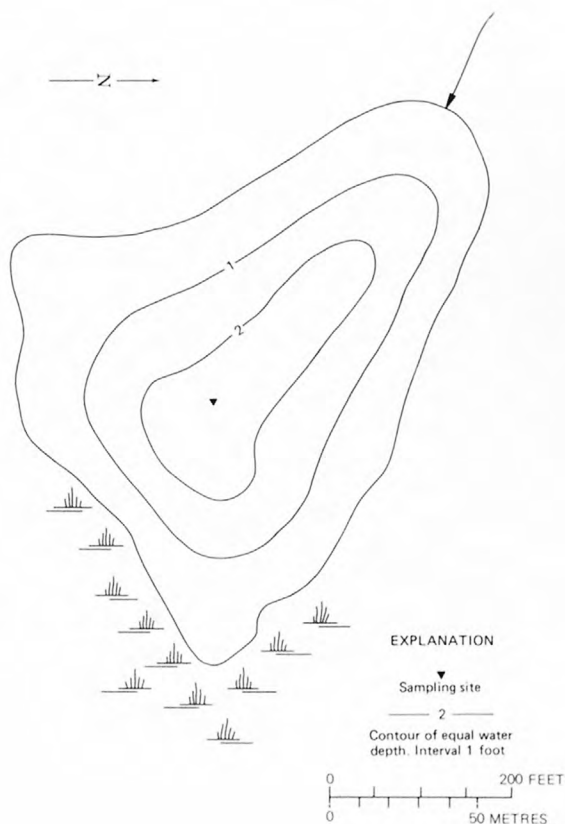 N
1
2
EXPLANATION
Sampling site
2
Contour of equal water
depth. Interval 1 foot
0 200 FEET
0 50 METRES